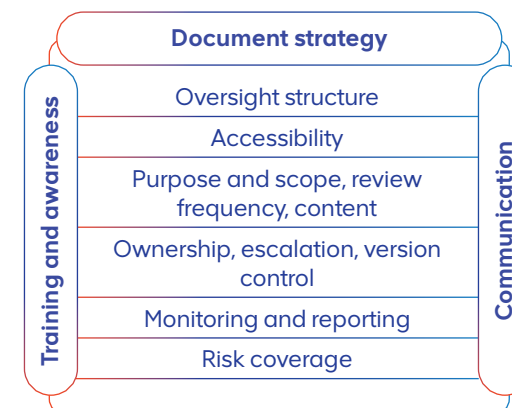 Document strategy
Training and awareness
Oversight structure
Accessibility
Purpose and scope, review
frequency, content
Ownership, escalation, version
control
Monitoring and reporting
Risk coverage
Communication